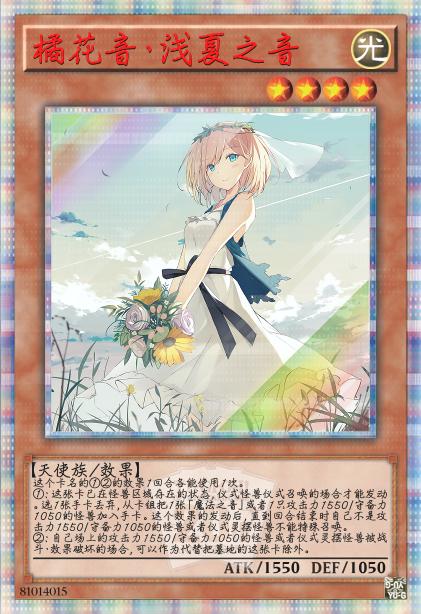 橘花音·浅夏之音
光
【天使族/效果】
这个卡名的①②的效果1回合各能使用1次。
①：这张卡已在怪兽区域存在的状态，仪式怪兽仪式召唤的场合才能发动。
选1张手卡丢弃，从卡组把1张「魔法之音」或者1只攻击力1550/守备力
1050的怪兽加入手卡。这个效果的发动后，直到回合结束时自己不是攻
击力1550/守备力1050的怪兽或者仪式灵摆怪兽不能特殊召唤。
②：自己场上的攻击力1550/守备力1050的怪兽或者仪式灵摆怪兽被战
斗·效果破坏的场合，可以作为代替把墓地的这张卡除外。
ATK/1550 DEF/1050
81014015